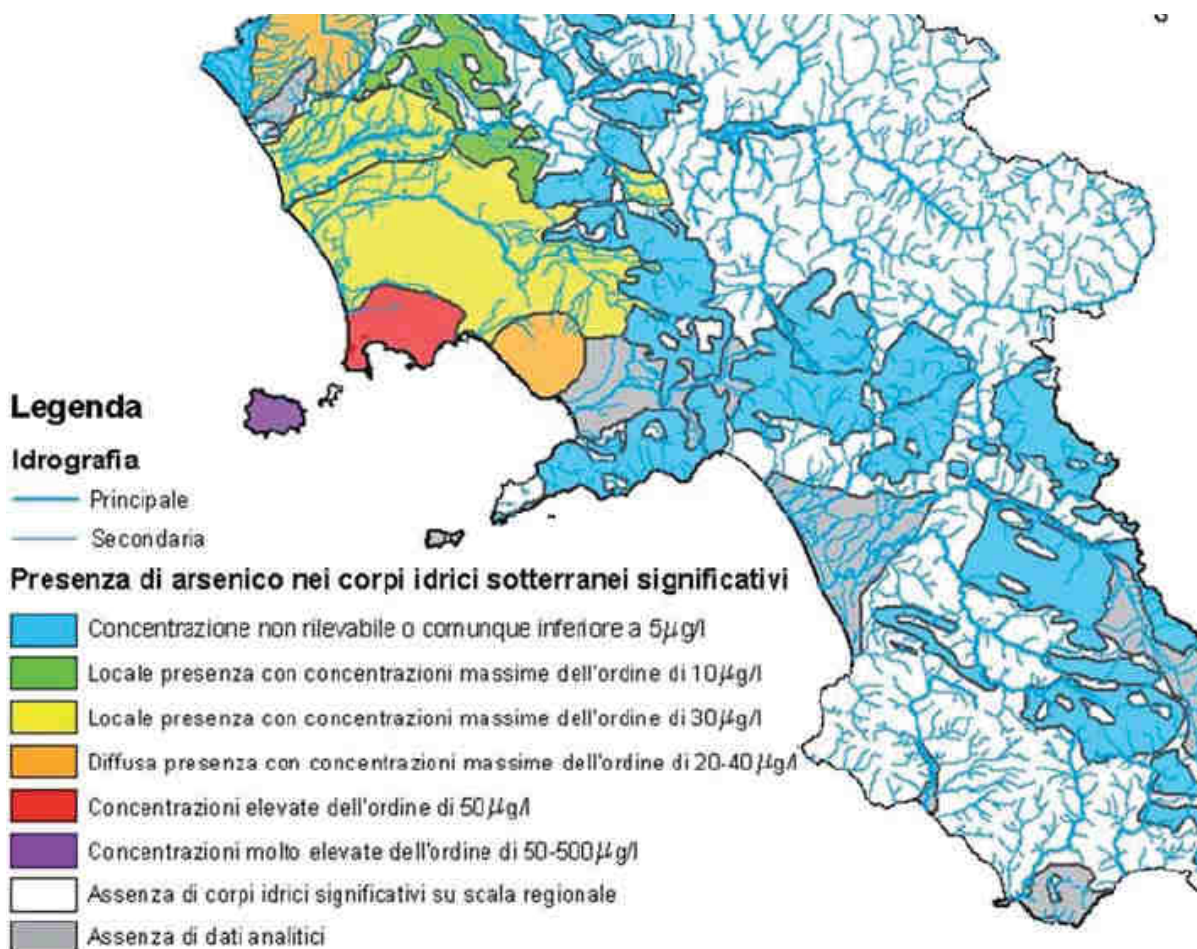 Legenda
Idrografia
Principale
Secondaria
Presenza di arsenico nei corpi idrici sotterranei significativi
Concentrazione non rilevabile o comunque inferiore a 5μg/l
Locale presenza con concentrazioni massime dell'ordine di 10μg/l
Locale presenza con concentrazioni massime dell'ordine di 30μg/l
Diffusa presenza con concentrazioni massime dell'ordine di 20-40μg/l
Concentrazioni elevate dell'ordine di 50μg/l
Concentrazioni molto elevate dell'ordine di 50-500μg/l
Assenza di corpi idrici significativi su scala regionale
Assenza di dati analitici